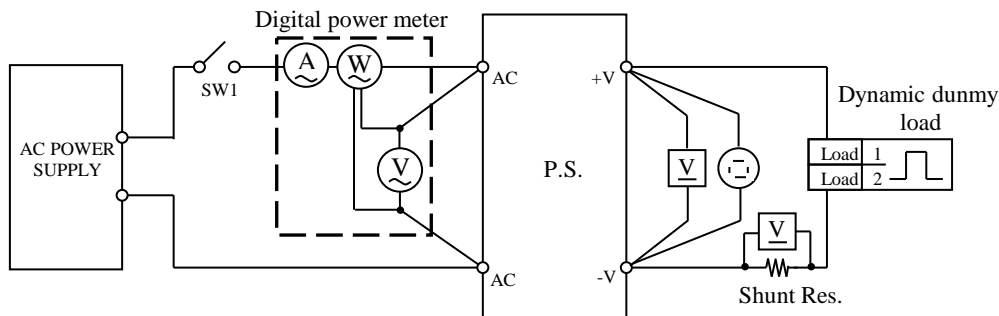 Digital power meter
A
W
SW1
AC
+V
Dynamic dunmy
load
AC POWER
SUPPLY
V
P.S.
V
Load 1
Load 2
V
AC
-V
Shunt Res.